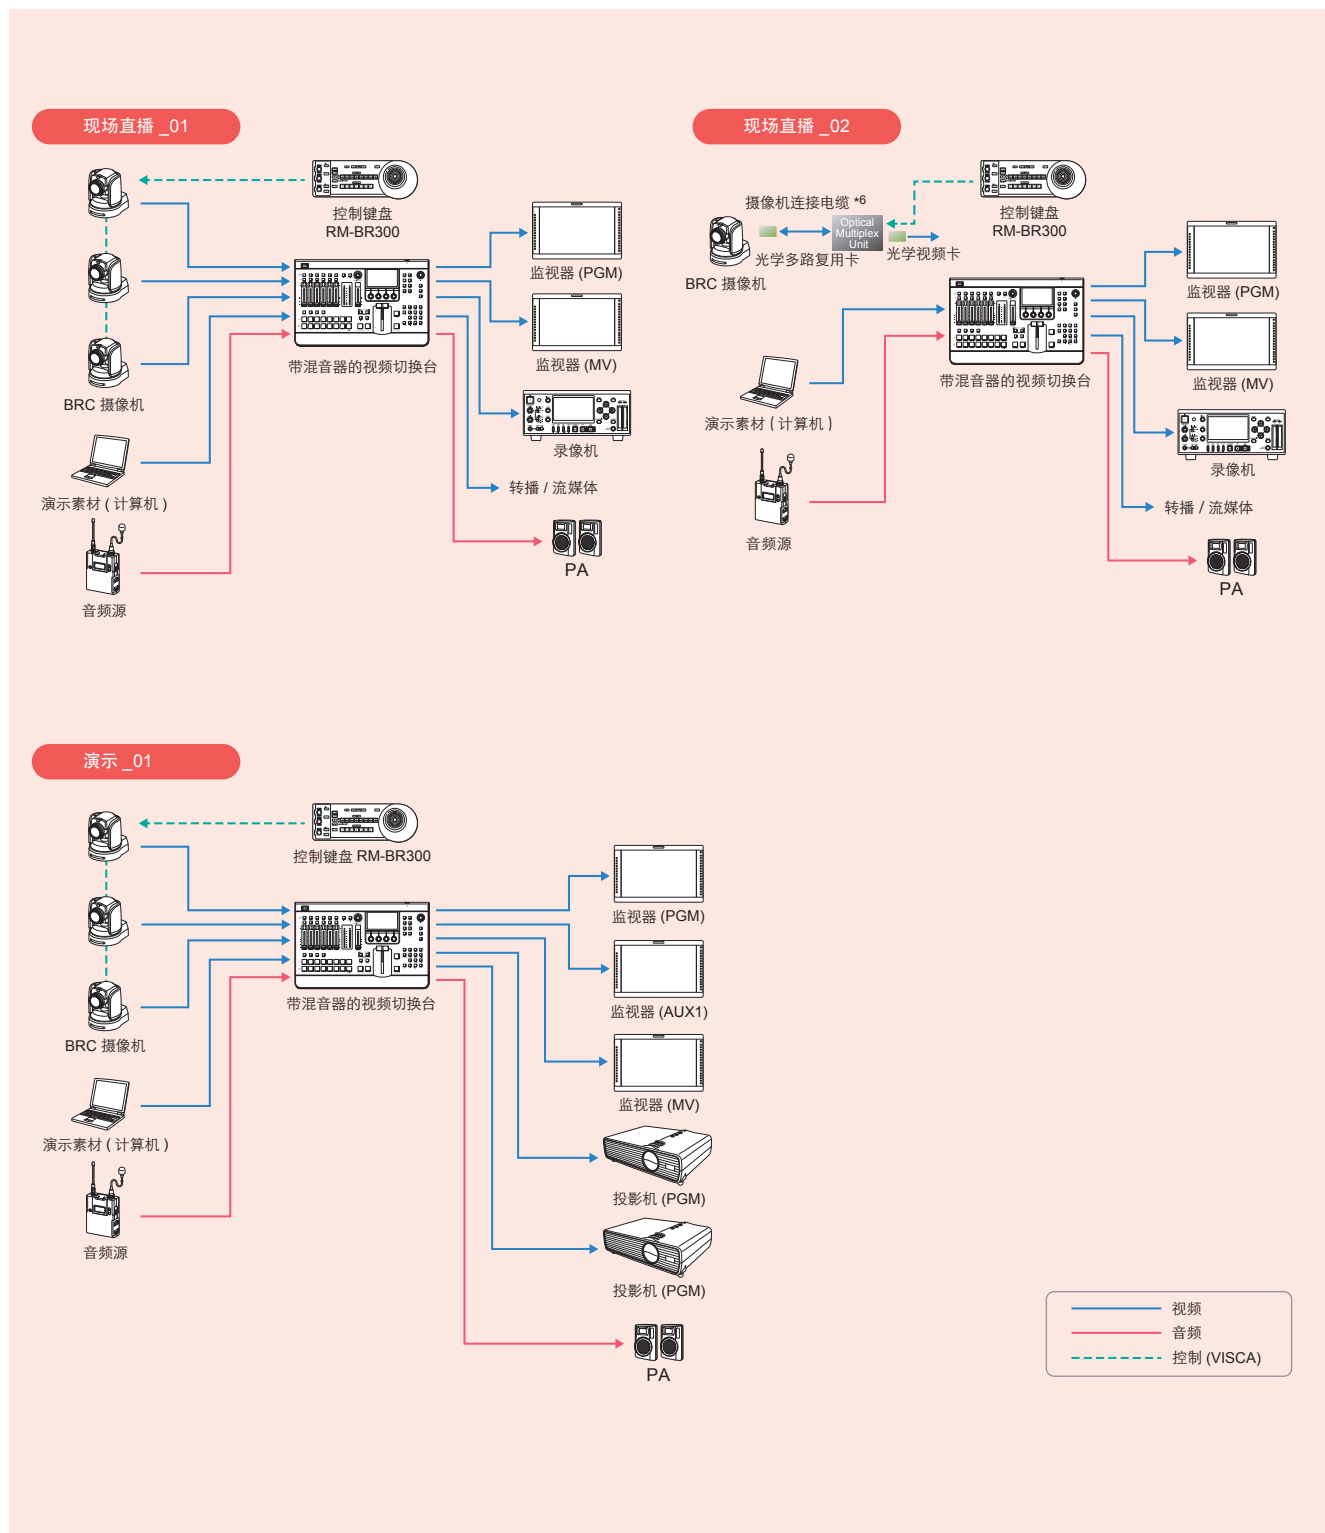 现场直播 _01
控制键盘
RM-BR300
监视器 (PGM)
监视器 (MV)
带混音器的视频切换台
BRC 摄像机
录像机
演示素材 ( 计算机 )
转播 / 流媒体
PA
音频源
现场直播 _02
控制键盘
RM-BR300
摄像机连接电缆 *6
Optical
Multiplex
Unit
光学多路复用卡
光学视频卡
BRC 摄像机
监视器 (PGM)
带混音器的视频切换台
监视器 (MV)
演示素材 ( 计算机 )
录像机
转播 / 流媒体
音频源
PA
演示 _01
控制键盘 RM-BR300
监视器 (PGM)
带混音器的视频切换台
监视器 (AUX1)
BRC 摄像机
监视器 (MV)
演示素材 ( 计算机 )
投影机 (PGM)
音频源
投影机 (PGM)
PA
视频
音频
控制 (VISCA)